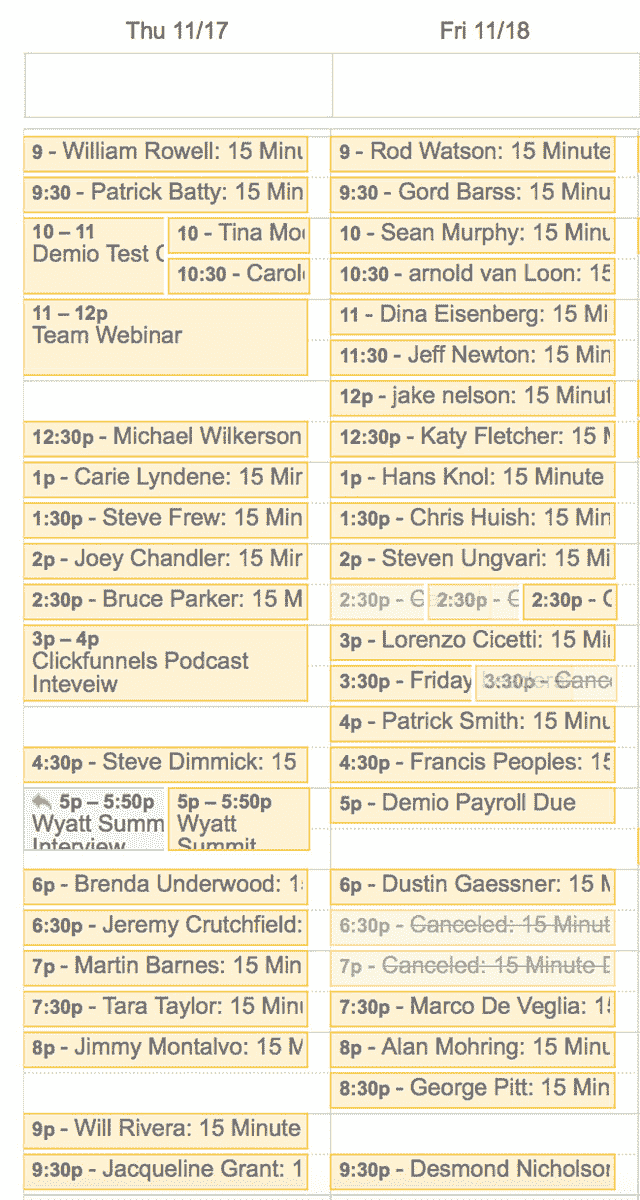 Thu 11/17
Fri 11/18
9 - William Rowell: 15 Minu
9:30 - Patrick Batty: 15 Min
10 – 11
Demio Test C
10 - Tina Moo
10:30 - Carole
11 – 12p
Team Webinar
12:30p - Michael Wilkerson
1p - Carie Lyndene: 15 Min
1:30p - Steve Frew: 15 Min
2p - Joey Chandler: 15 Min
2:30p - Bruce Parker: 15 M
3p – 4p
Clickfunnels Podcast
Inteveiw
4:30p - Steve Dimmick: 15
5p – 5:50p
Wyatt Summ
Interview
5p – 5:50p
Wyatt
Summit
6p - Brenda Underwood: 1
6:30p - Jeremy Crutchfield:
7p - Martin Barnes: 15 Min
7:30p - Tara Taylor: 15 Minu
8p - Jimmy Montalvo: 15 M
9p - Will Rivera: 15 Minute
9:30p - Jacqueline Grant: 1
9 - Rod Watson: 15 Minute
9:30 - Gord Barss: 15 Minu
10 - Sean Murphy: 15 Minu
10:30 - arnold van Loon: 15
11 - Dina Eisenberg: 15 Mi
11:30 - Jeff Newton: 15 Min
12p - jake nelson: 15 Minut
12:30p - Katy Fletcher: 15 M
1p - Hans Knol: 15 Minute
1:30p - Chris Huish: 15 Min
2p - Steven Ungvari: 15 Mi
2:30p - C
2:30p - C
2:30p - C
3p - Lorenzo Cicetti: 15 Min
3:30p - Friday
3:30p - Cance
4p - Patrick Smith: 15 Minu
4:30p - Francis Peoples: 15
5p - Demio Payroll Due
6p - Dustin Gaessner: 15 M
6:30p - Canceled: 15 Minut
7p - Canceled: 15 Minute D
7:30p - Marco De Veglia: 15
8p - Alan Mohring: 15 Minu
8:30p - George Pitt: 15 Min
9:30p - Desmond Nicholson